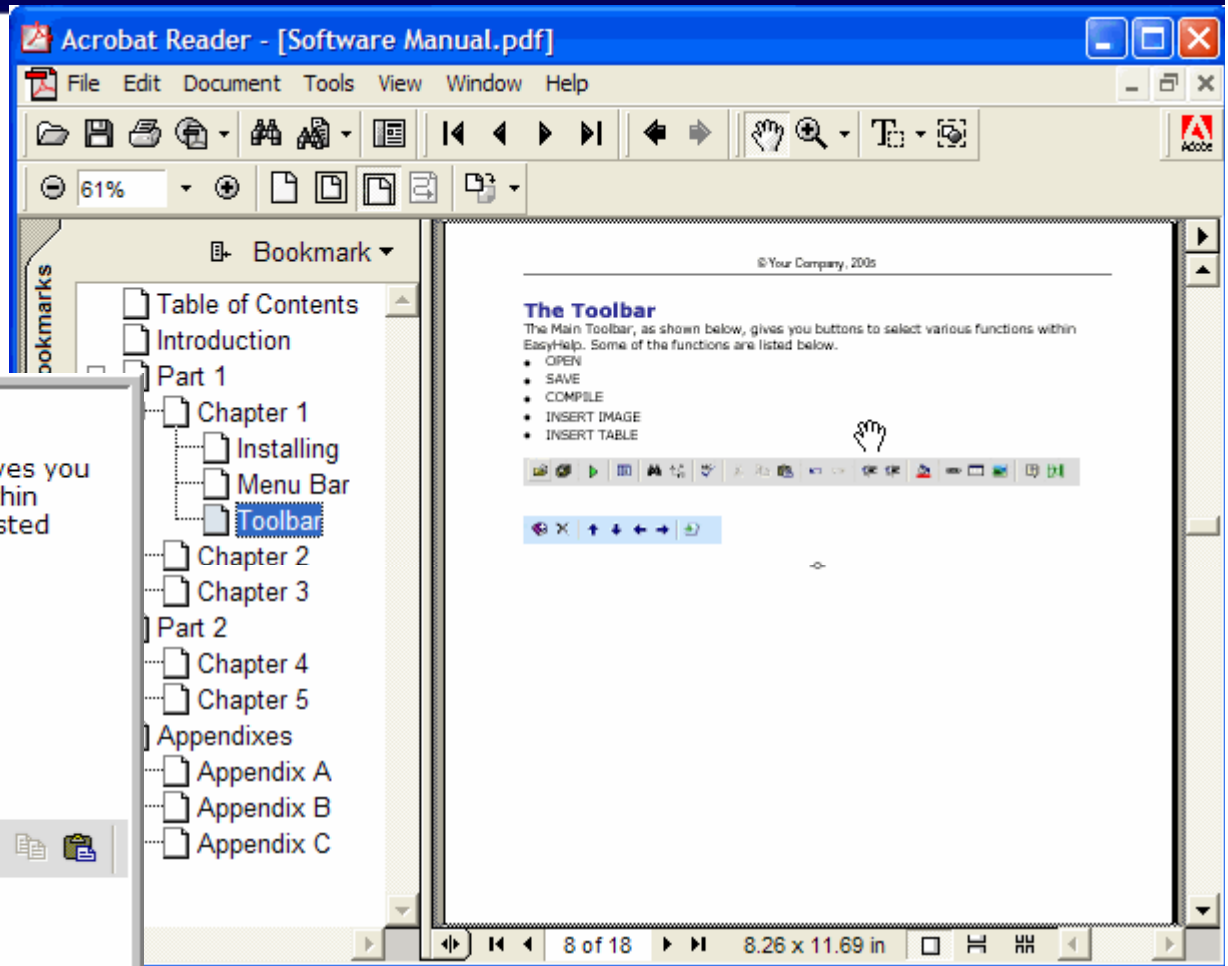 Acrobat Reader - [Software Manual.pdf]
File Edit Document Tools View Window Help
Adobe
61%
Bookmark
ookmarks
Table of Contents
Introduction
Part 1
Chapter 1
Installing
Menu Bar
Toolbar
Chapter 2
Chapter 3
Part 2
Chapter 4
Chapter 5
Appendixes
Appendix A
Appendix B
Appendix C
ves you
hin
sted
© Your Company, 200s
The Toolbar
The Main Toolbar, as shown below, gives you buttons to select various functions within
EasyHelp. Some of the functions are listed below.
• OPEN
• SAVE
• COMPILE
• INSERT IMAGE
• INSERT TABLE
8 of 18
8.26 x 11.69 in